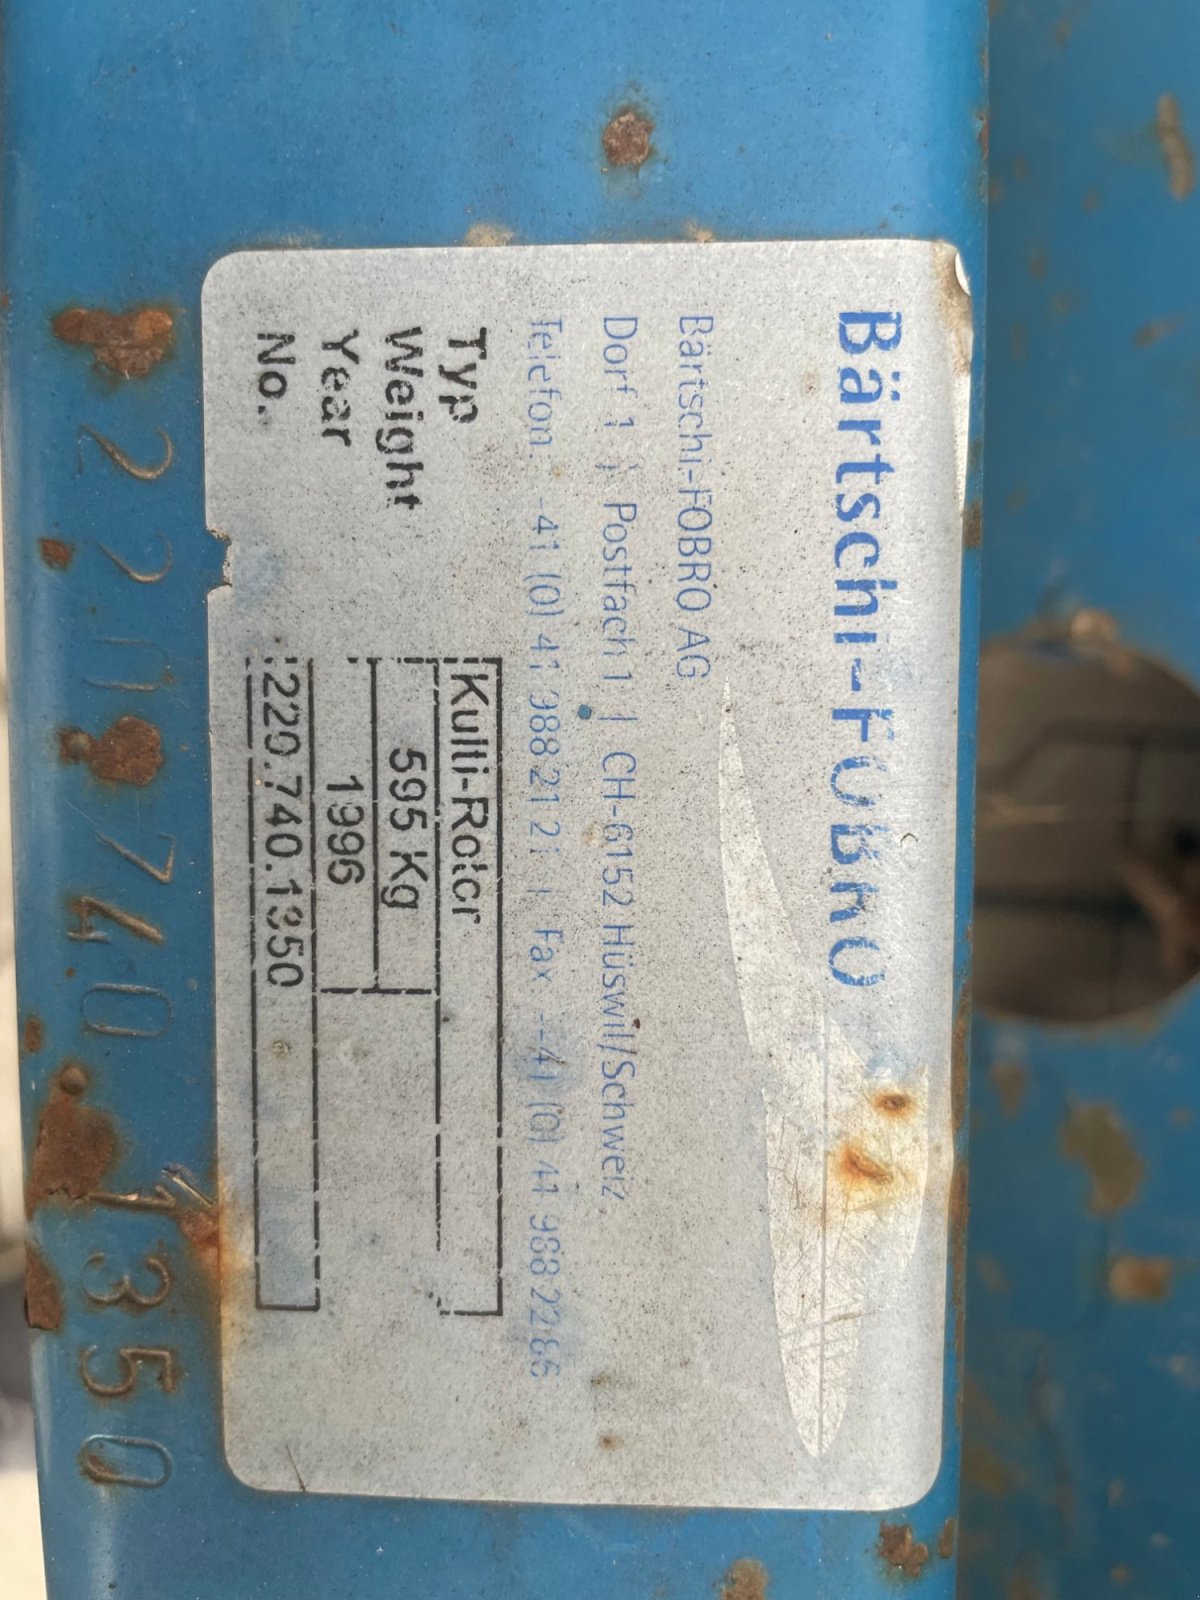 Bärtschi-FOBRO
Bärtschi-FOBRO AG
Dorf 1 | Postfach 1 | CH-6152 Hüswil/Schweiz
Telefon: +41 (0) 41 988 21 21 | Fax +41 (0) 41 988 22 86
Typ Kulli-Rotor
Weight 595 Kg
Year 1996
No. 220.740.1350
220 740 1350